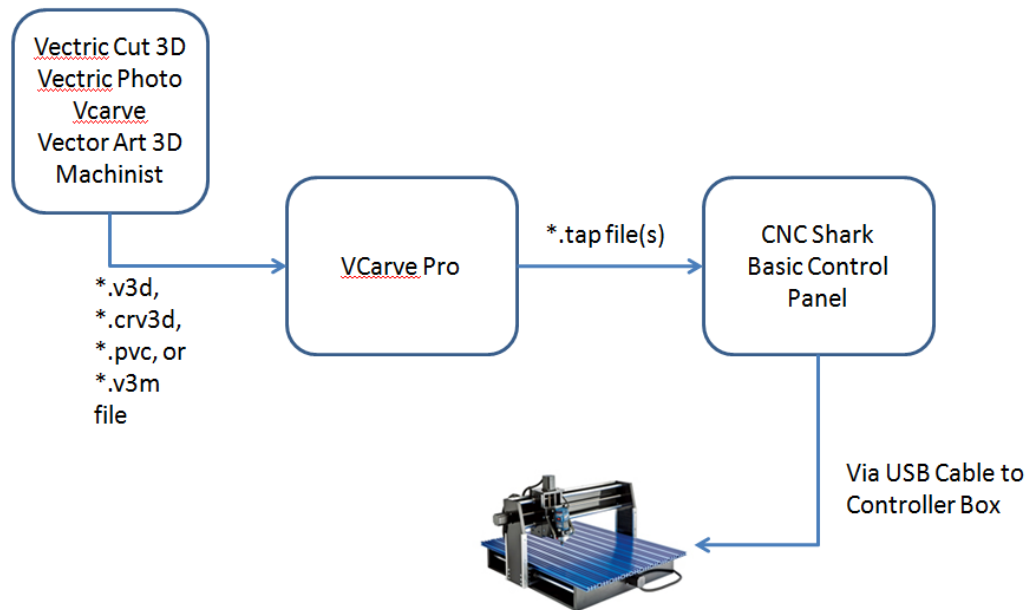 Vectric Cut 3D
Vectric Photo
Vcarve
Vector Art 3D
Machinist
*.v3d,
*.crv3d,
*.pvc, or
*.v3m
file
VCarve Pro
*.tap file(s)
CNC Shark
Basic Control
Panel
Via USB Cable to
Controller Box